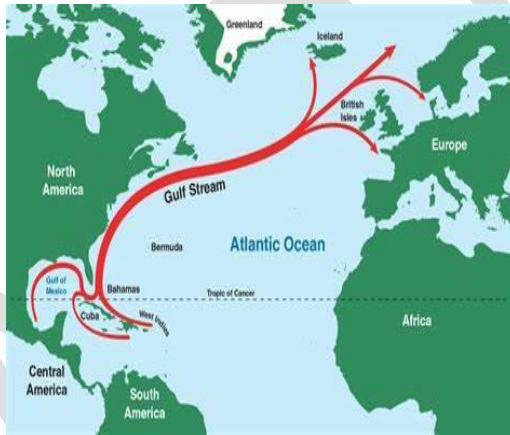 Greenland
Iceland
British
Isles
Europe
North
America
Gulf Stream
Bermuda
Atlantic Ocean
Gulf of
Mexico
Bahamas
Tropic of Cancer
Cuba
West Indies
Africa
Central
America
South
America